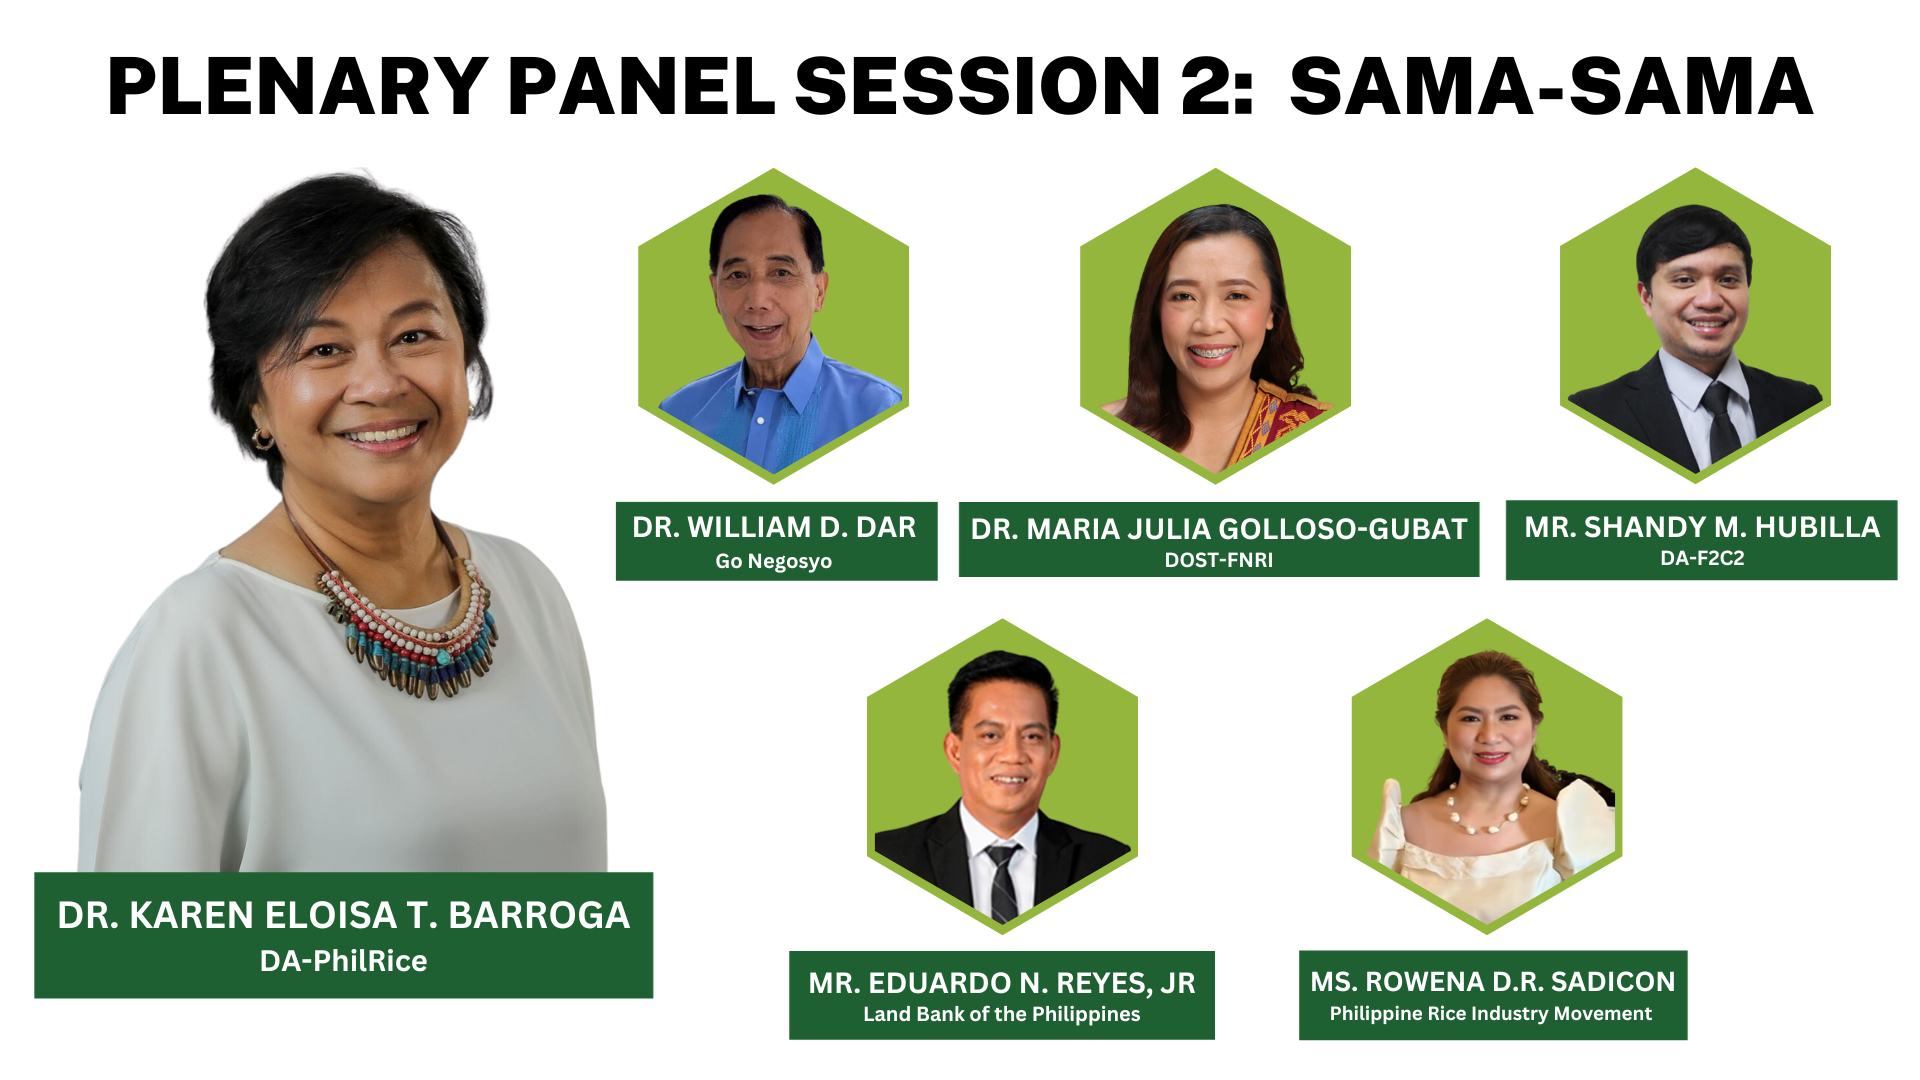 PLENARY PANEL SESSION 2: SAMA-SAMA
DR. WILLIAM D. DAR
Go Negosyo
DR. MARIA JULIA GOLLOSO-GUBAT
DOST-FNRI
MR. SHANDY M. HUBILLA
DA-F2C2
DR. KAREN ELOISA T. BARROGA
DA-PhilRice
MR. EDUARDO N. REYES, JR
Land Bank of the Philippines
MS. ROWENA D.R. SADICON
Philippine Rice Industry Movement